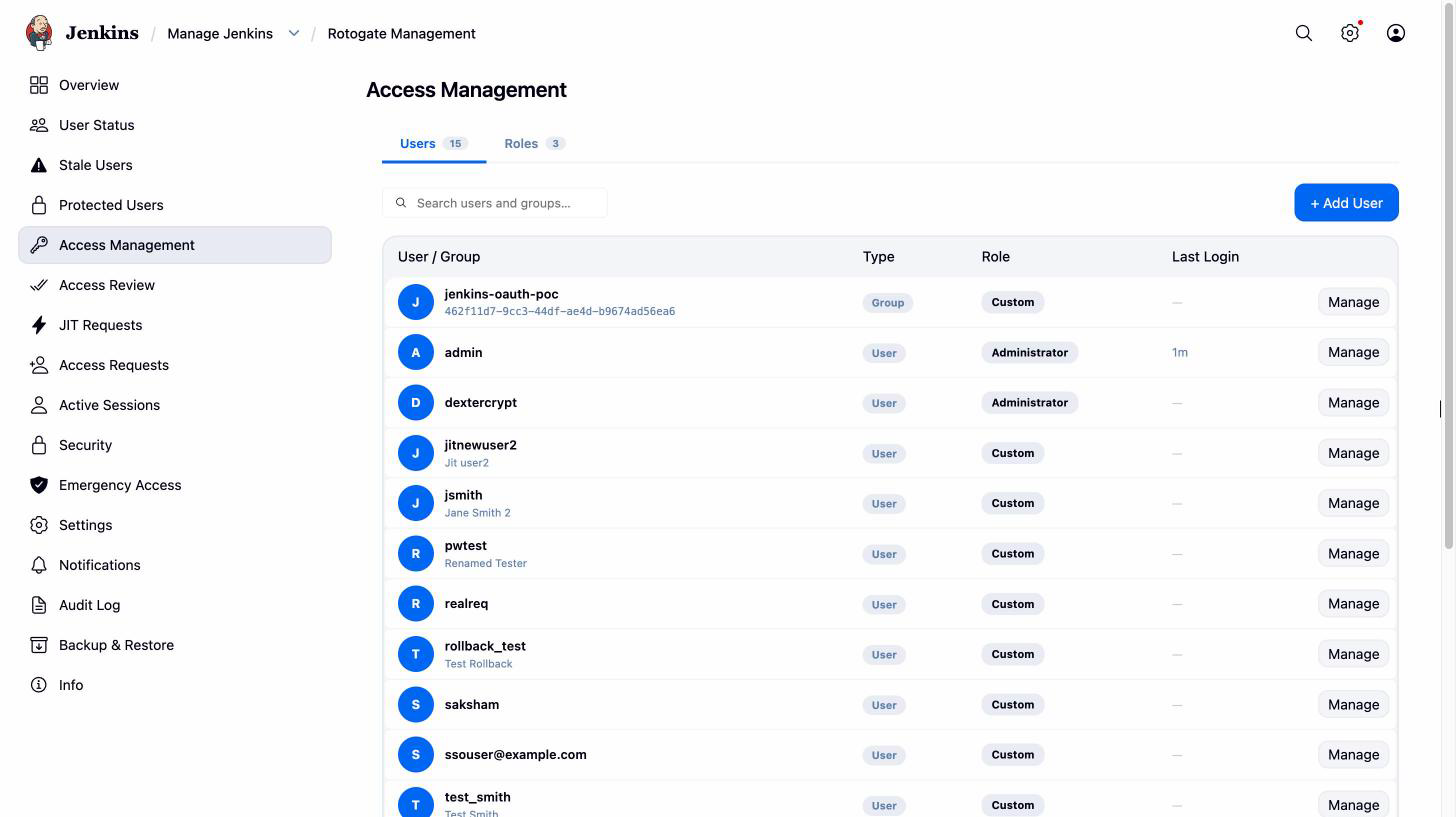 Jenkins / Manage Jenkins / Rotogate Management
Overview
User Status
Stale Users
Protected Users
Access Management
Access Review
JIT Requests
Access Requests
Active Sessions
Security
Emergency Access
Settings
Notifications
Audit Log
Backup & Restore
Info
Access Management
Users 15 Roles 3
Search users and groups...
+ Add User
User / Group Type Role Last Login
J jenkins-oauth-poc Group Custom — Manage
462f11d7-9cc3-44df-ae4d-b9674ad56ea6
A admin User Administrator 1m Manage
D dextercrypt User Administrator — Manage
J jitnewuser2 User Custom — Manage
Jit user2
J jsmith User Custom — Manage
Jane Smith 2
R pwtest User Custom — Manage
Renamed Tester
R realreq User Custom — Manage
T rollback_test User Custom — Manage
Test Rollback
S saksham User Custom — Manage
S ssouser@example.com User Custom — Manage
T test_smith User Custom — Manage
Test Smith